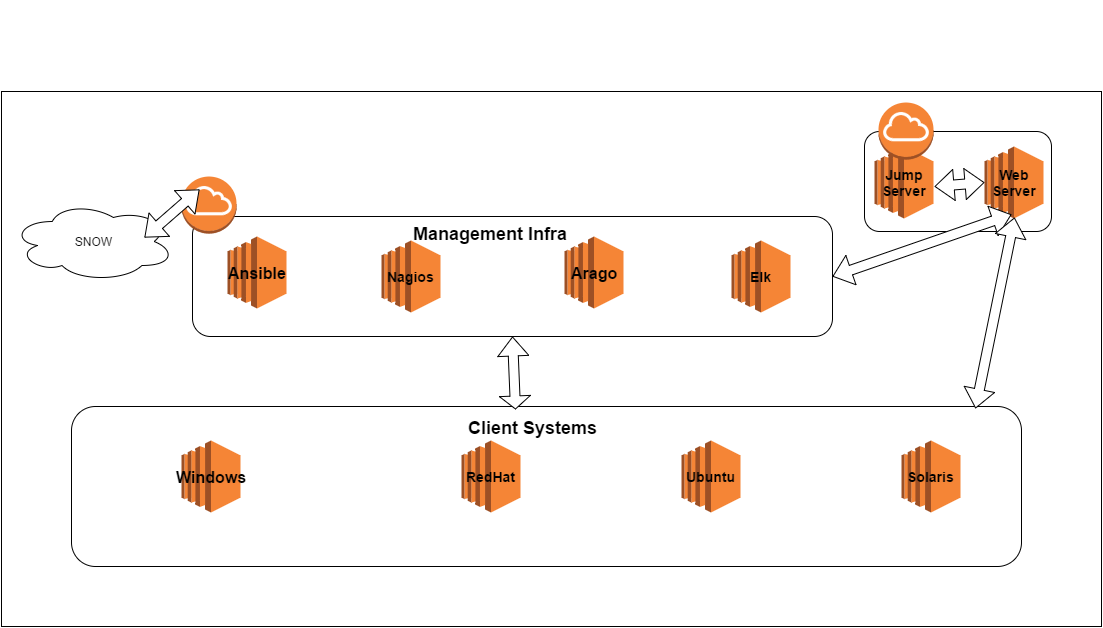 Jump
Server
Web
Server
SNOW
Management Infra
Ansible
Nagios
Arago
Elk
Client Systems
Windows
RedHat
Ubuntu
Solaris